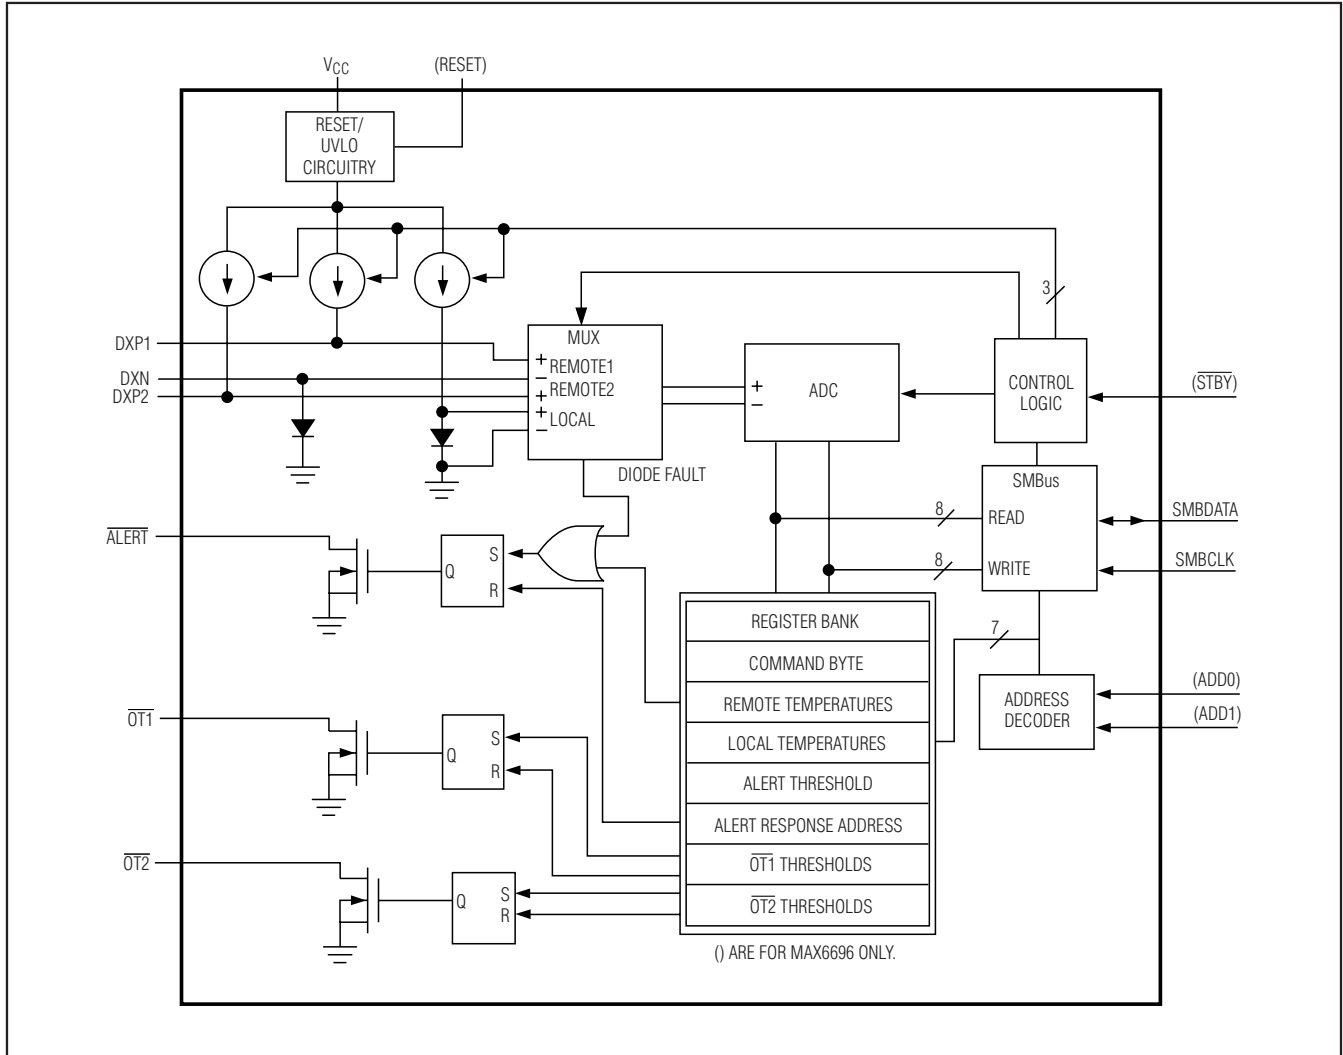 VCC
(RESET)
RESET/
UVLO
CIRCUITRY
3
DXP1
DXN
DXP2
MUX
+ REMOTE1
−
+ REMOTE2
+ LOCAL
−
DIODE FAULT
+
−
ADC
CONTROL
LOGIC
(STBY)
SMBus
READ
WRITE
8
8
SMBDATA
SMBCLK
7
ADDRESS
DECODER
(ADD0)
(ADD1)
ALERT
Q
S
R
OT1
Q
S
R
OT2
Q
S
R
REGISTER BANK
COMMAND BYTE
REMOTE TEMPERATURES
LOCAL TEMPERATURES
ALERT THRESHOLD
ALERT RESPONSE ADDRESS
OT1 THRESHOLDS
OT2 THRESHOLDS
() ARE FOR MAX6696 ONLY.